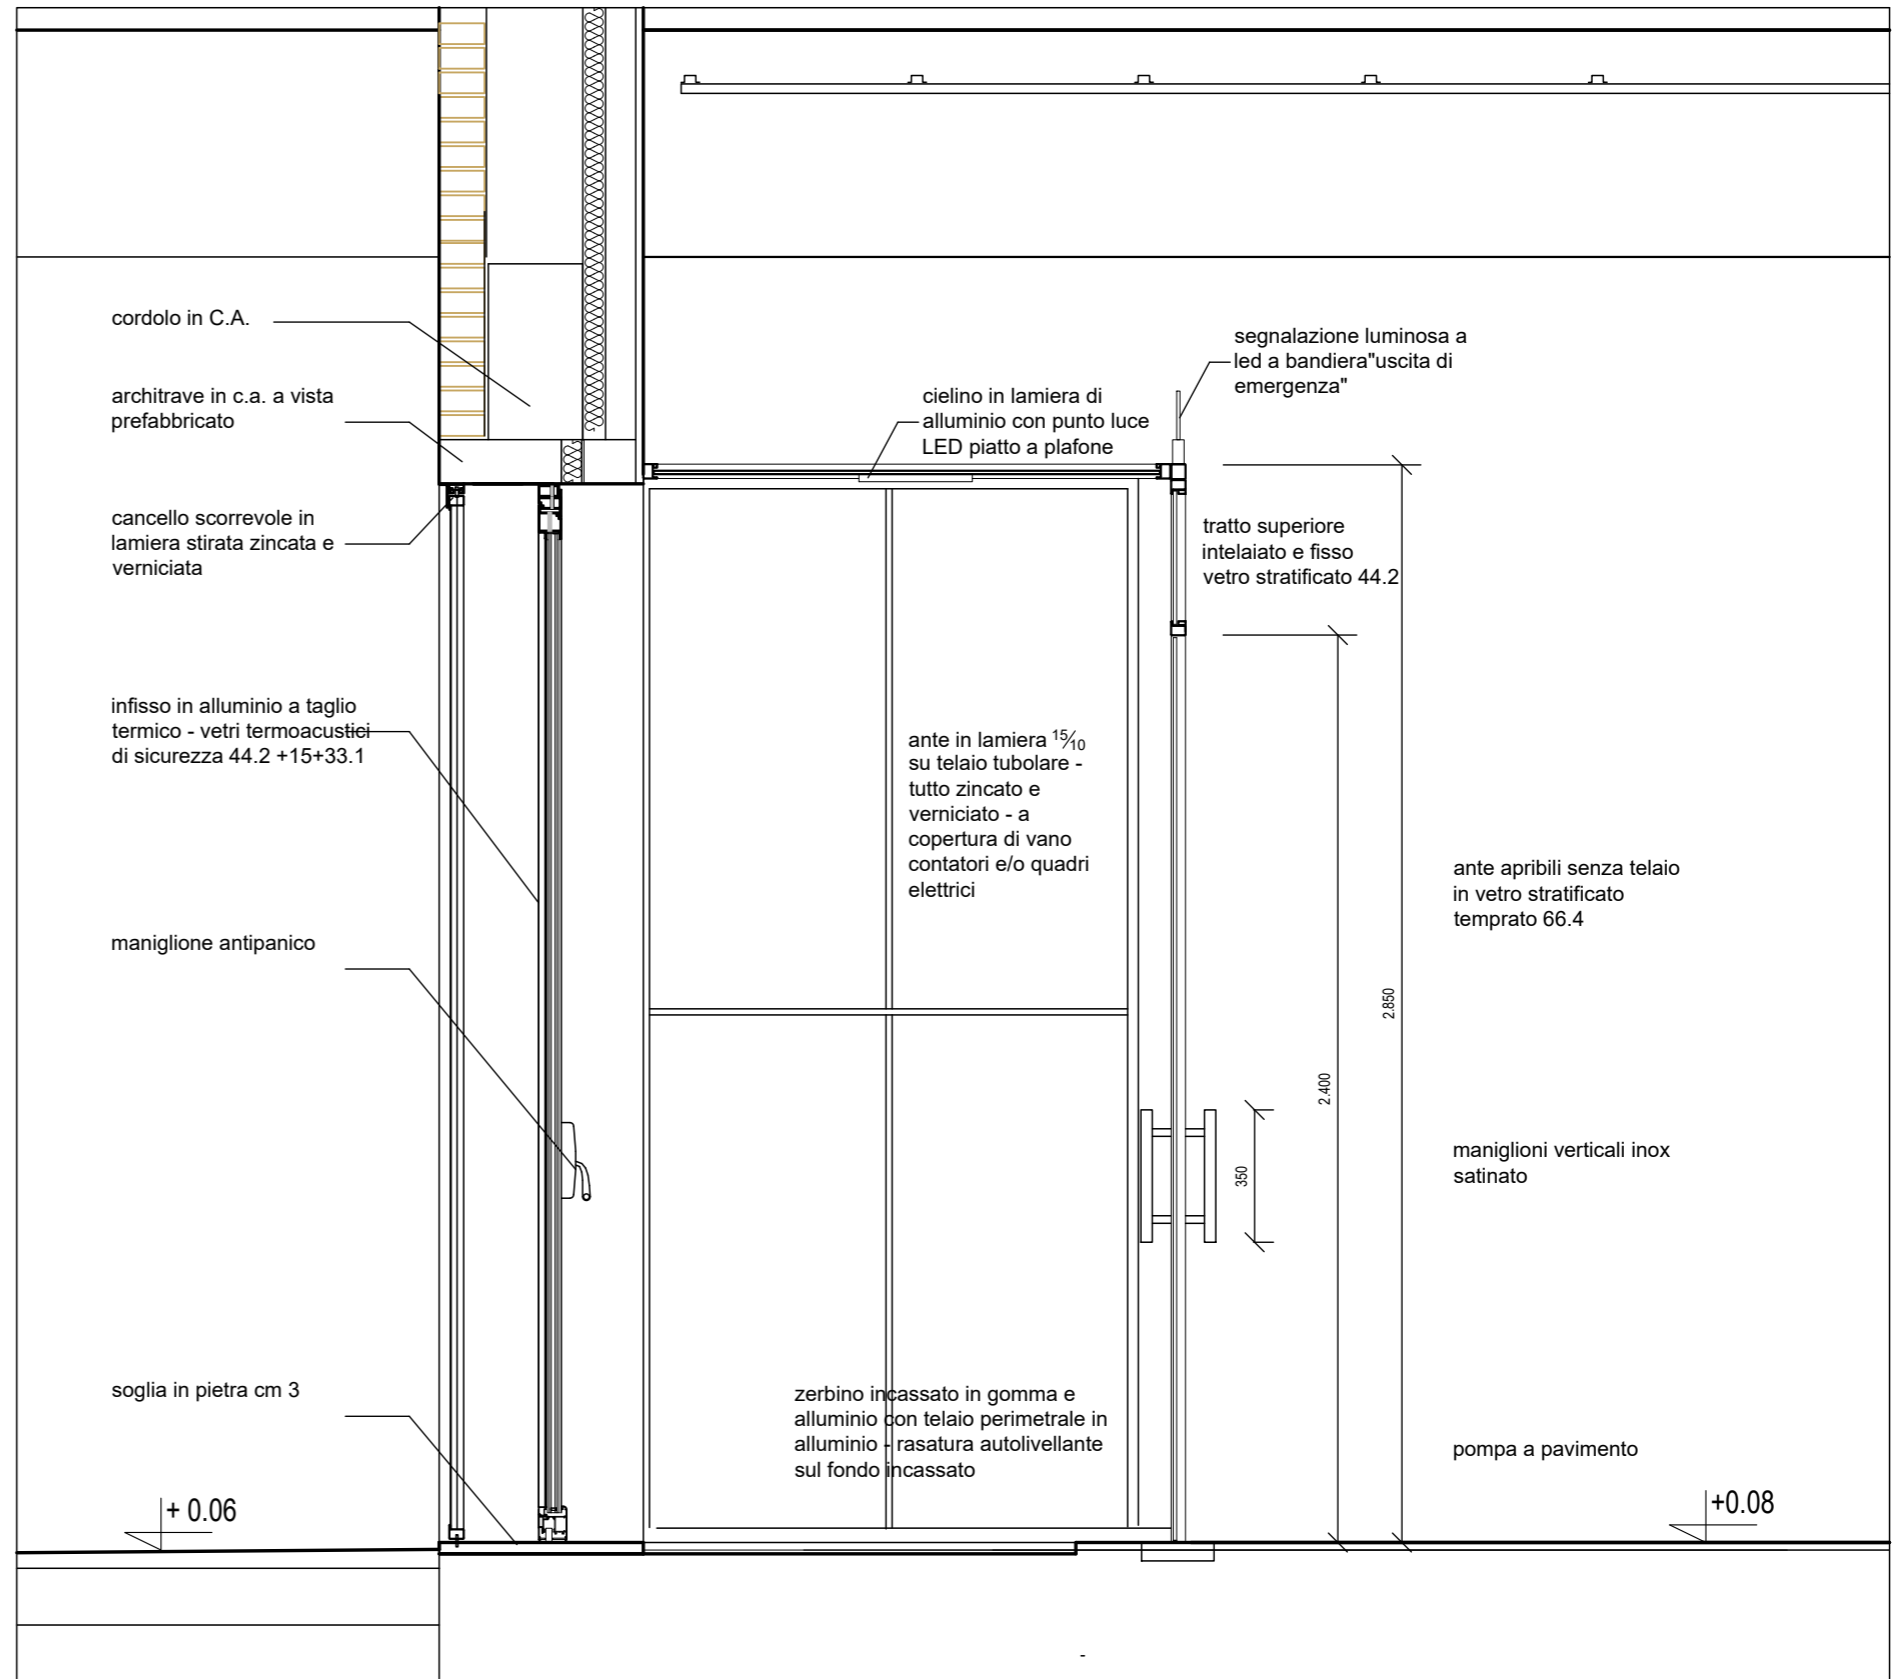 cordolo in C.A.
architrave in c.a. a vista
prefabbricato
cancello scorrevole in
lamiera stirata zincata e
verniciata
infisso in alluminio a taglio
termico - vetri termoacustici
di sicurezza 44.2 +15+33.1
maniglione antipanico
soglia in pietra cm 3
+ 0.06
cielino in lamiera di
alluminio con punto luce
LED piatto a plafone
segnalazione luminosa a
led a bandiera"uscita di
emergenza"
tratto superiore
intelaiato e fisso
vetro stratificato 44.2
ante in lamiera 15⁄10
su telaio tubolare -
tutto zincato e
verniciato - a
copertura di vano
contatori e/o quadri
elettrici
zerbino incassato in gomma e
alluminio con telaio perimetrale in
alluminio - rasatura autolivellante
sul fondo incassato
350
2.400
2.850
ante apribili senza telaio
in vetro stratificato
temprato 66.4
maniglioni verticali inox
satinato
pompa a pavimento
+0.08
-